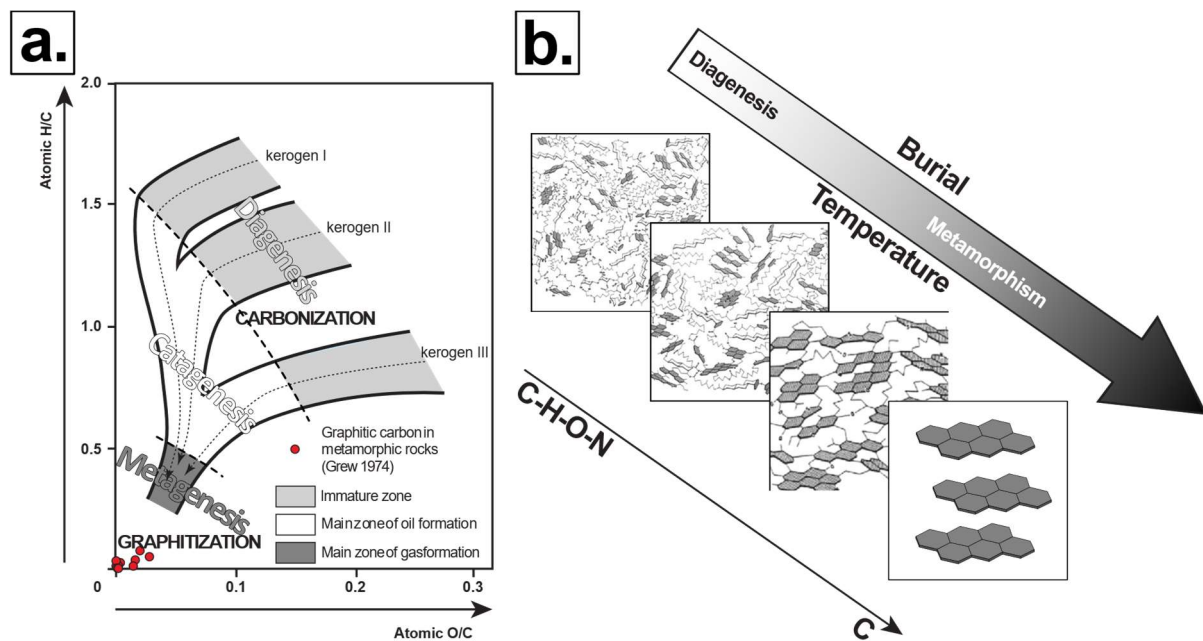 a.
Atomic H/C
2.0
1.5
1.0
0.5
0
0.1
0.2
0.3
Atomic O/C
kerogen I
kerogen II
kerogen III
Diagenesis
CARBONIZATION
Catagenesis
Metagenesis
GRAPHITIZATION
Graphitic carbon in
metamorphic rocks
(Grew 1974)
Immature zone
Main zone of oil formation
Main zone of gas formation
b.
Diagenesis
Burial
Temperature
Metamorphism
C-H-O-N
C